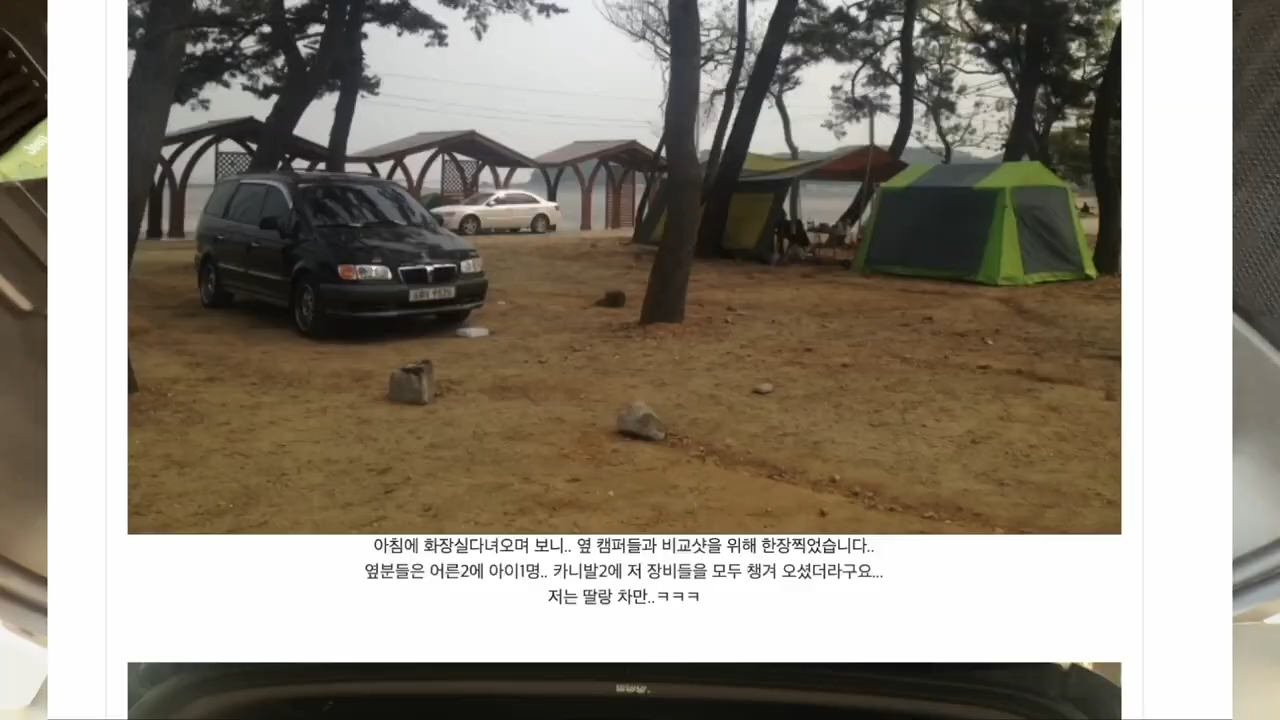 아침에 화장실다녀오며 보니.. 옆 캠퍼들과 비교샷을 위해 한장찍었습니다..
옆분들은 어른2에 아이1명.. 카니발2에 저 장비들을 모두 챙겨 오셨더라구요...
저는 딸랑 차만..ㅋㅋㅋ
www.